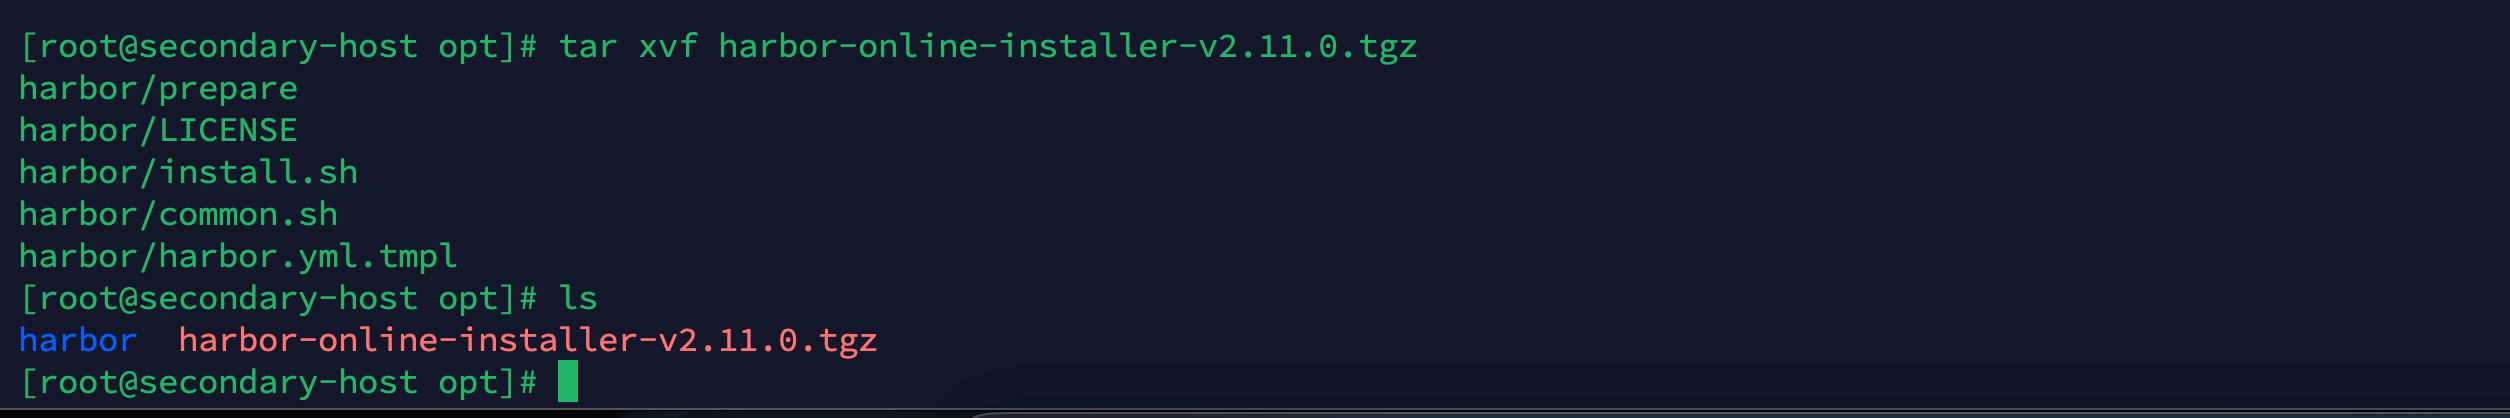 [root@secondary-host opt]# tar xvf harbor-online-installer-v2.11.0.tgz
harbor/prepare
harbor/LICENSE
harbor/install.sh
harbor/common.sh
harbor/harbor.yml.tmpl
[root@secondary-host opt]# ls
harbor  harbor-online-installer-v2.11.0.tgz
[root@secondary-host opt]#